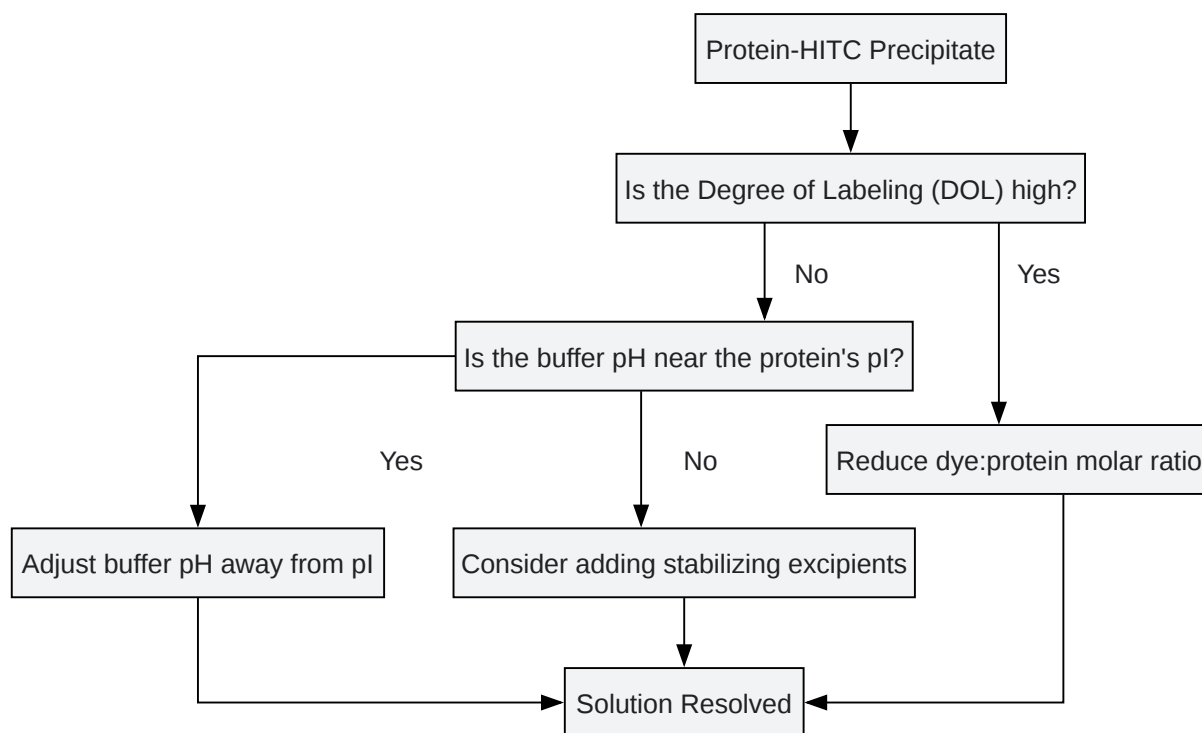 Protein-HITC Precipitate
Is the Degree of Labeling (DOL) high?
No
Yes
Is the buffer pH near the protein's pI?
Yes
No
Reduce dye:protein molar ratio
Adjust buffer pH away from pI
Consider adding stabilizing excipients
Solution Resolved